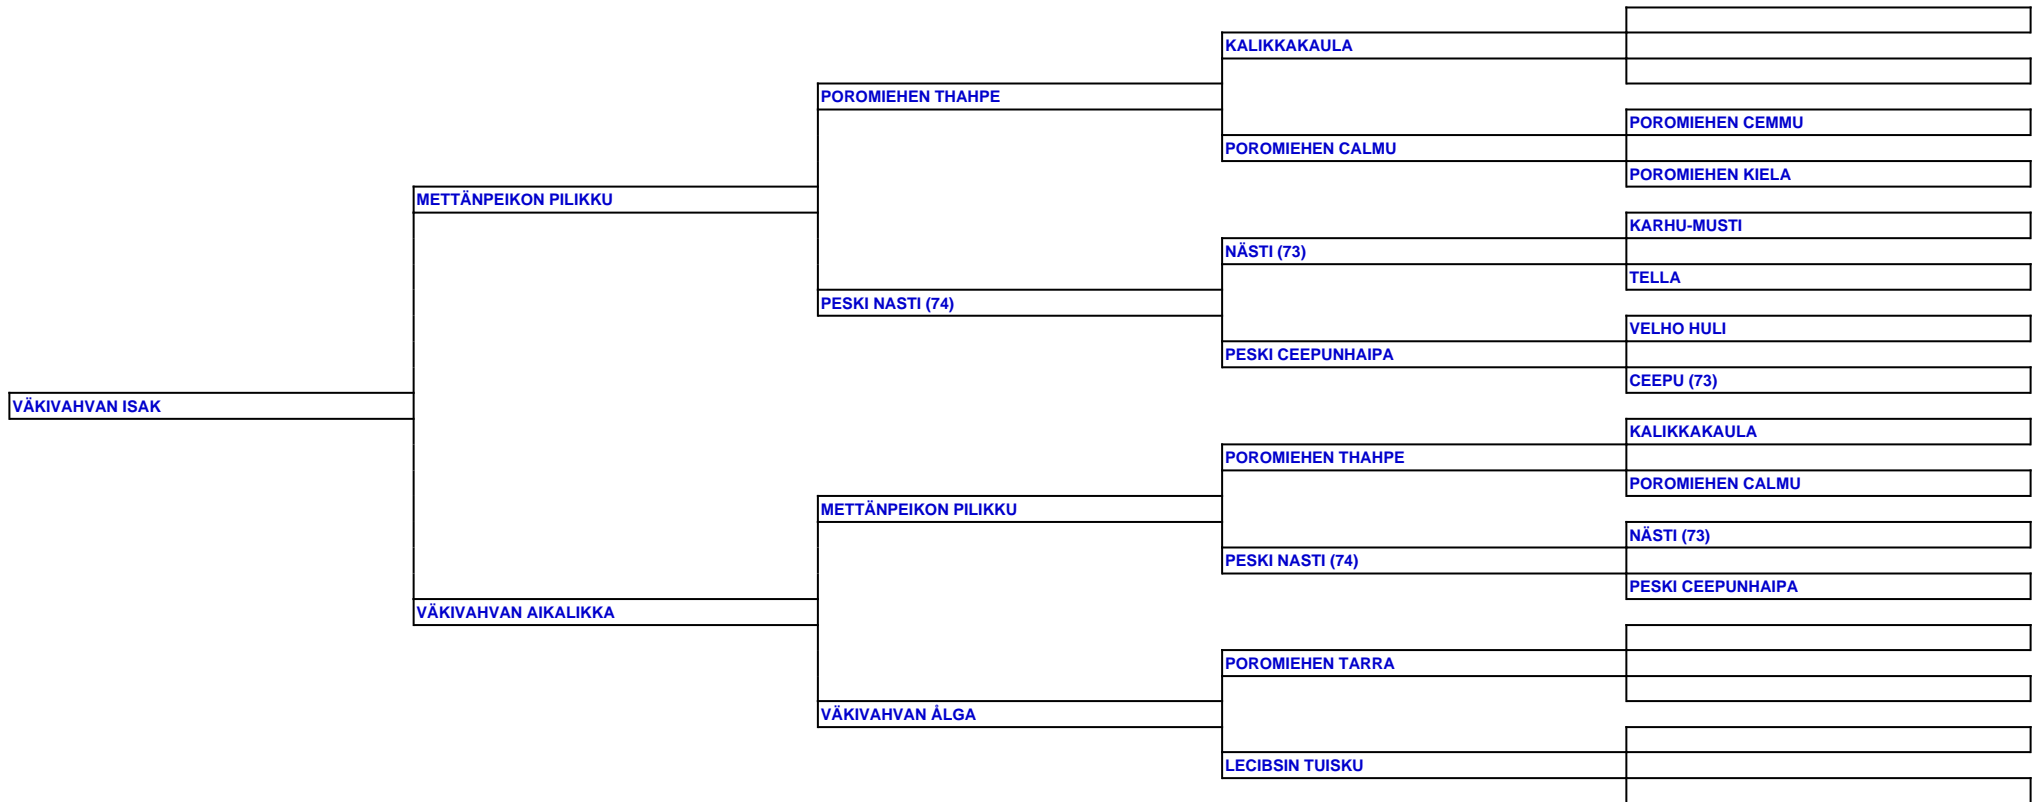 KALIKKAKAULA
POROMIEHEN THAHPE
POROMIEHEN CEMMU
POROMIEHEN CALMU
POROMIEHEN KIELA
METTÄNPEIKON PILIKKU
KARHU-MUSTI
NÄSTI (73)
TELLA
PESKI NASTI (74)
VELHO HULI
PESKI CEEPUNHAIPA
CEEPU (73)
VÄKIVAHVAN ISAK
KALIKKAKAULA
POROMIEHEN THAHPE
POROMIEHEN CALMU
METTÄNPEIKON PILIKKU
NÄSTI (73)
PESKI NASTI (74)
PESKI CEEPUNHAIPA
VÄKIVAHVAN AIKALIKKA
POROMIEHEN TARRA
VÄKIVAHVAN ÅLGA
LECIBSIN TUISKU